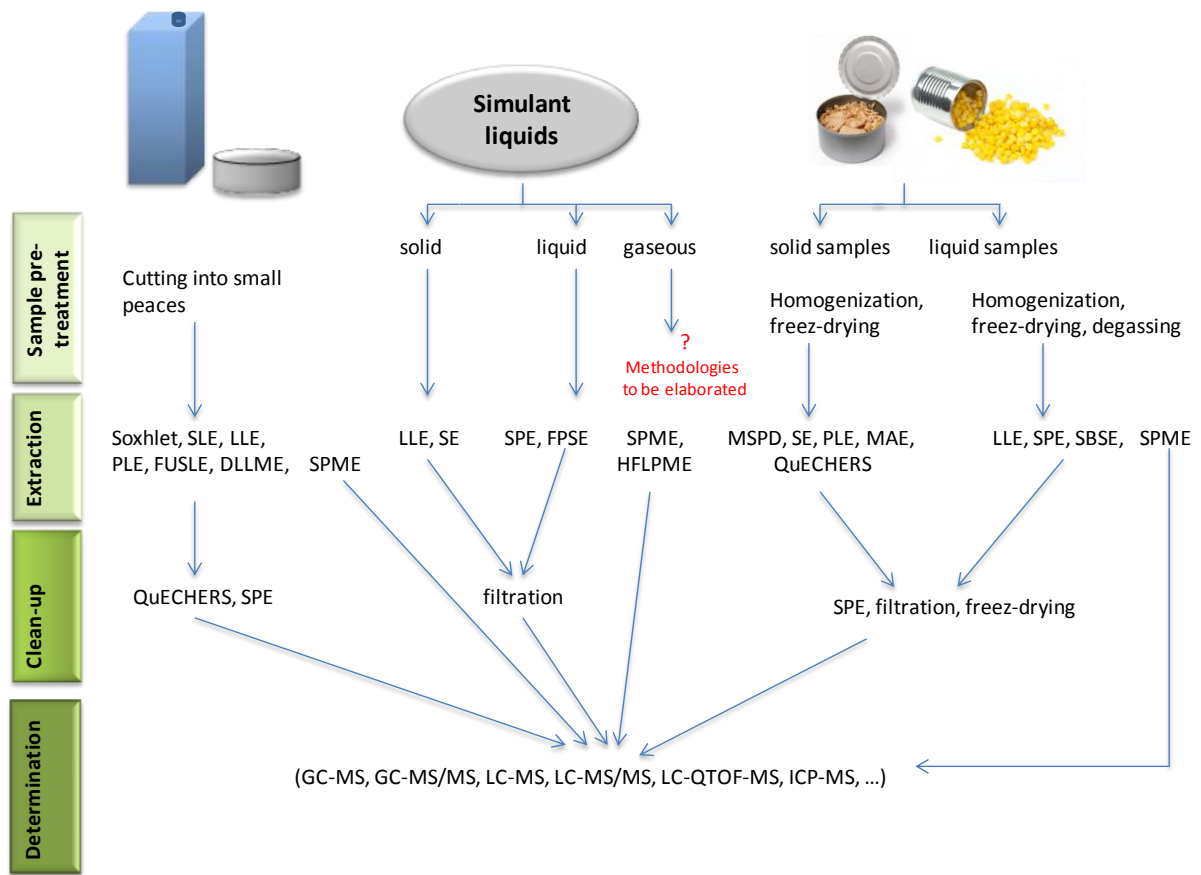 Simulant
liquids
Sample pre-
treatment
solid
liquid
gaseous
solid samples
liquid samples
Cutting into small
peaces
?
Methodologies
to be elaborated
Homogenization,
freez-drying
Homogenization,
freez-drying, degassing
Extraction
Soxhlet, SLE, LLE,
PLE, FUSLE, DLLME,
SPME
LLE, SE
SPE, FPSE
SPME,
HFLPME
MSPD, SE, PLE, MAE,
QuECHERS
LLE, SPE, SBSE,
SPME
Clean-up
QuECHERS, SPE
filtration
SPE, filtration, freez-drying
Determination
(GC-MS, GC-MS/MS, LC-MS, LC-MS/MS, LC-QTOF-MS, ICP-MS, ...)